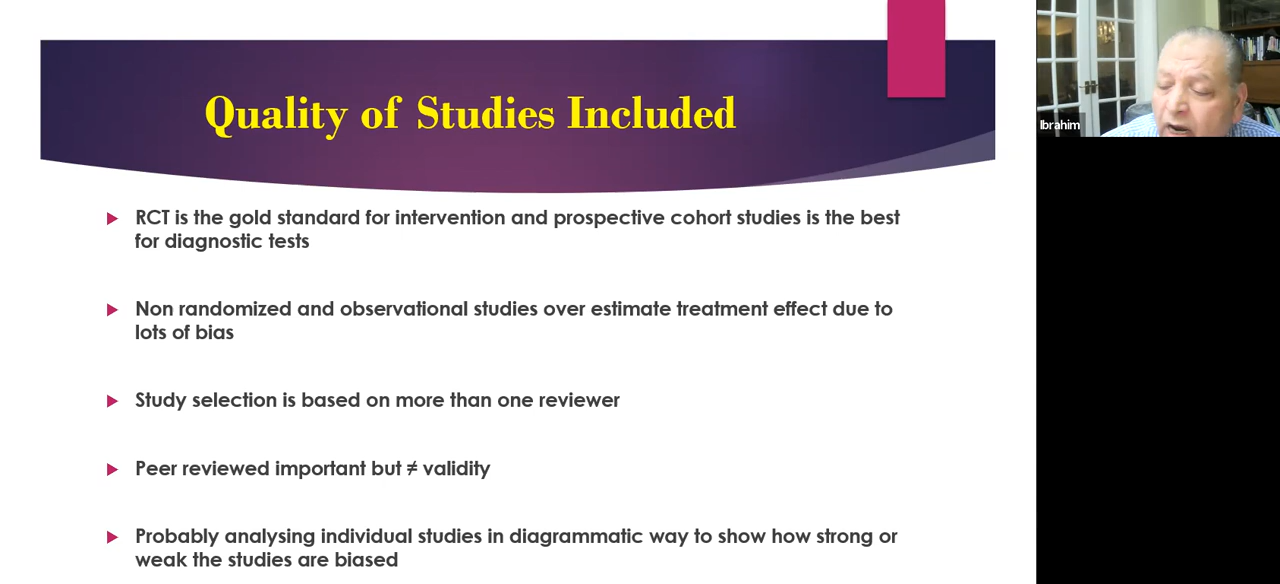 Quality of Studies Included
RCT is the gold standard for intervention and prospective cohort studies is the best
for diagnostic tests
Non randomized and observational studies over estimate treatment effect due to
lots of bias
Study selection is based on more than one reviewer
Peer reviewed important but ≠ validity
Probably analysing individual studies in diagrammatic way to show how strong or
weak the studies are biased
Ibrahim